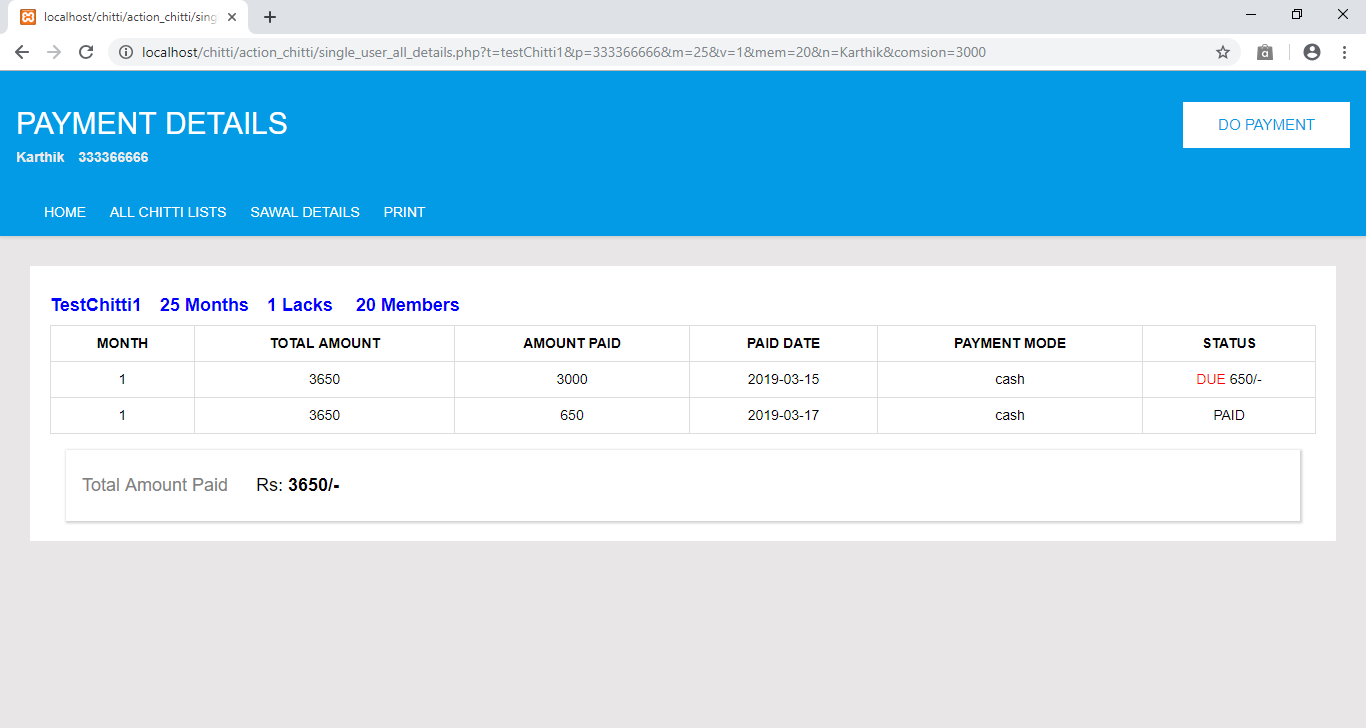 localhost/chitti/action_chitti/sing
localhost/chitti/action_chitti/single_user_all_details.php?t=testChitti1&p=333366666&m=25&v=1&mem=20&n=Karthik&comsion=3000
PAYMENT DETAILS
DO PAYMENT
Karthik 333366666
HOME ALL CHITTI LISTS SAWAL DETAILS PRINT
TestChitti1 25 Months 1 Lacks 20 Members
MONTH TOTAL AMOUNT AMOUNT PAID PAID DATE PAYMENT MODE STATUS
1 3650 3000 2019-03-15 cash DUE 650/-
1 3650 650 2019-03-17 cash PAID
Total Amount Paid Rs: 3650/-